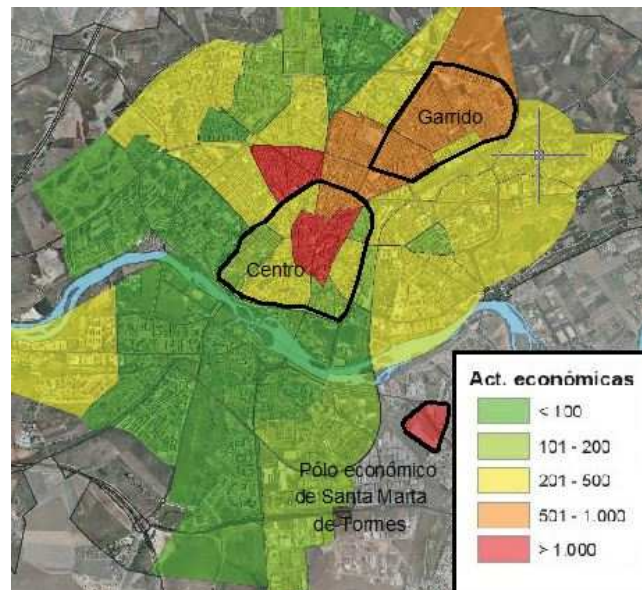 Garrido
Centro
Pólo económico
de Santa Marta
de Tormes
Act. económicas
< 100
101 - 200
201 - 500
501 - 1.000
> 1.000